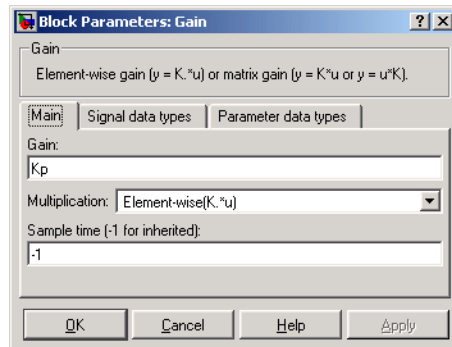 Block Parameters: Gain
Gain
Element-wise gain (y = K.*u) or matrix gain (y = K*u or y = u*K).
Main Signal data types Parameter data types
Gain:
Kp
Multiplication: Element-wise(K.*u)
Sample time (-1 for inherited):
-1
OK Cancel Help Apply